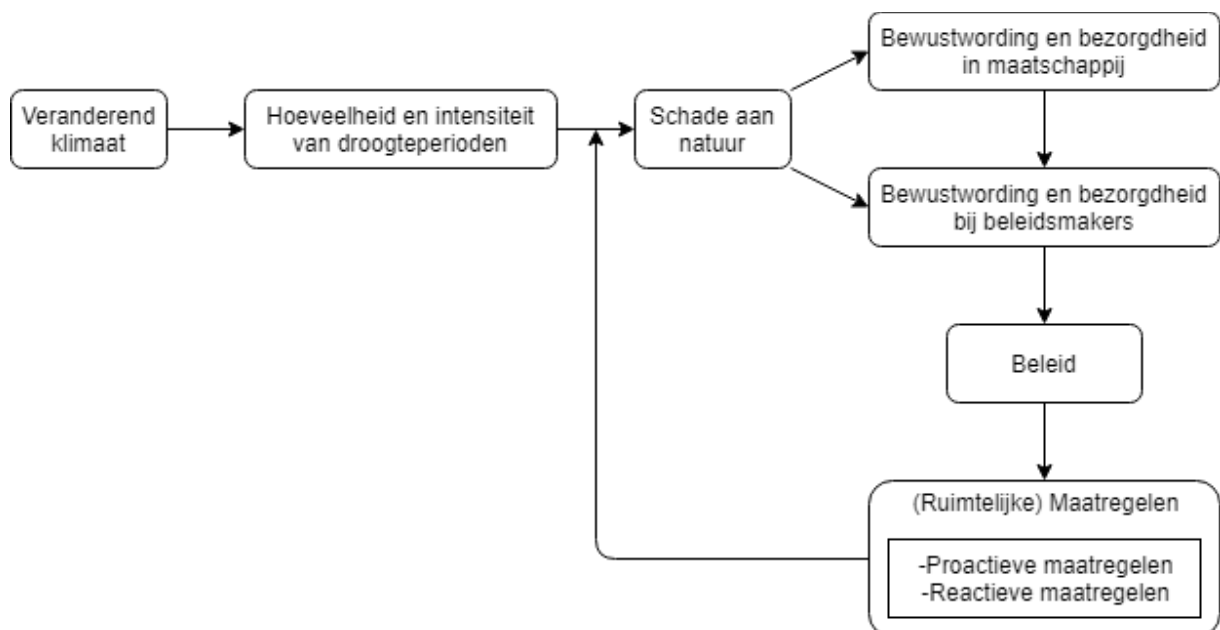 Veranderend
klimaat
Hoeveelheid en intensiteit
van droogteperioden
Schade aan
natuur
Bewustwording en bezorgdheid
in maatschappij
Bewustwording en bezorgdheid
bij beleidsmakers
Beleid
(Ruimtelijke) Maatregelen
-Proactieve maatregelen
-Reactieve maatregelen